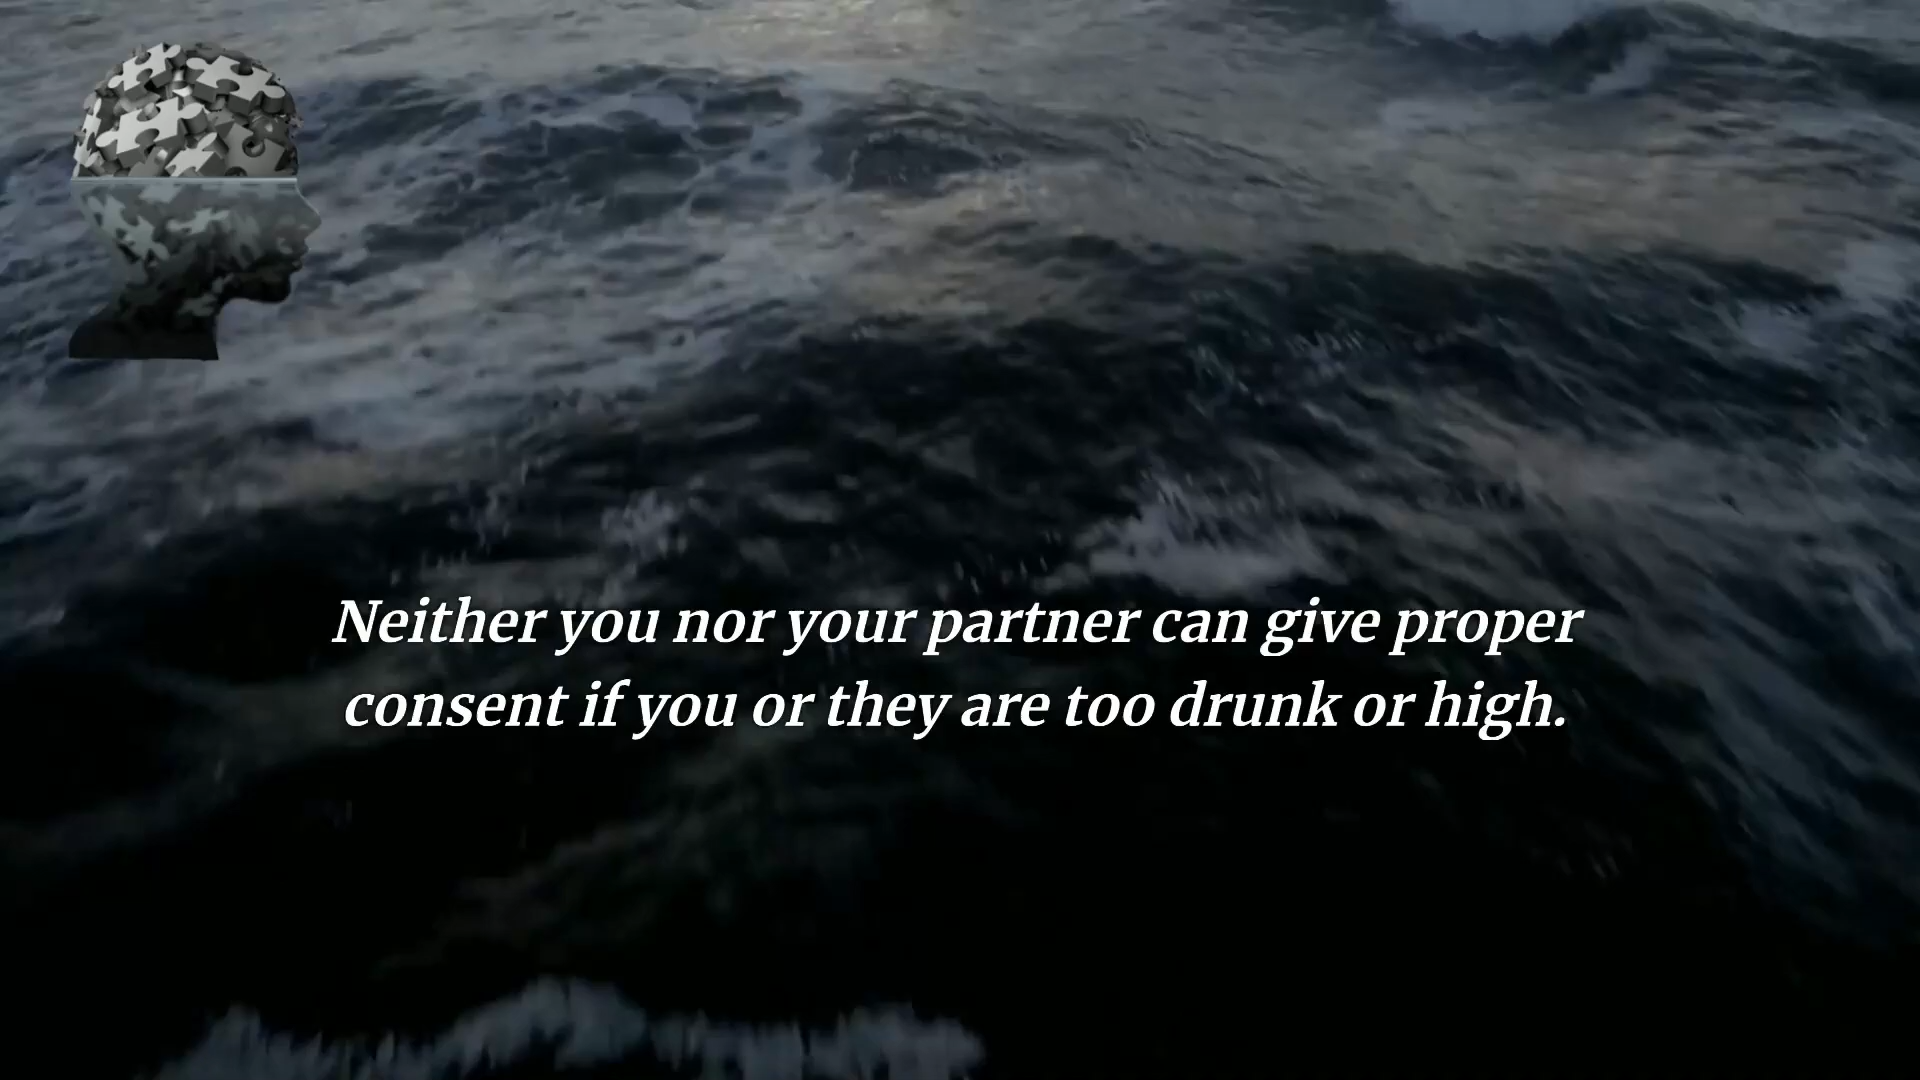 Neither you nor your partner can give proper
consent if you or they are too drunk or high.